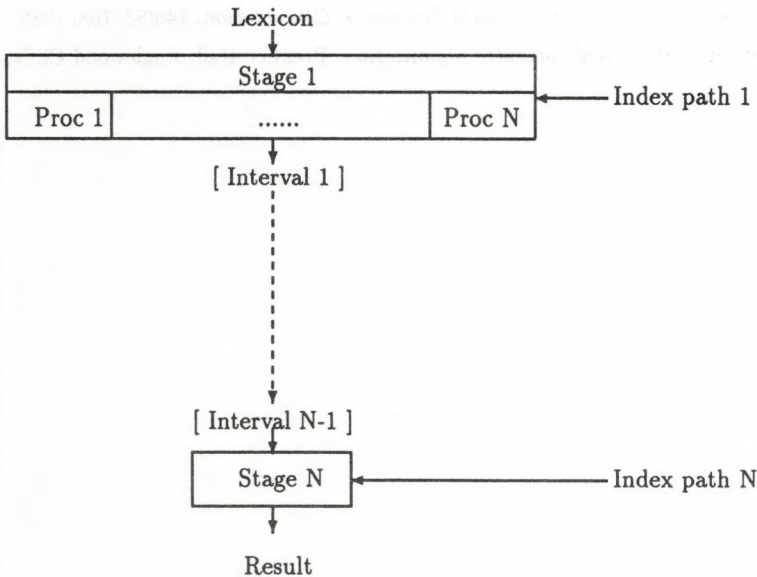 Lexicon
Stage 1
Index path 1
Proc 1 ...... Proc N
[ Interval 1 ]
[ Interval N-1 ]
Stage N
Index path N
Result